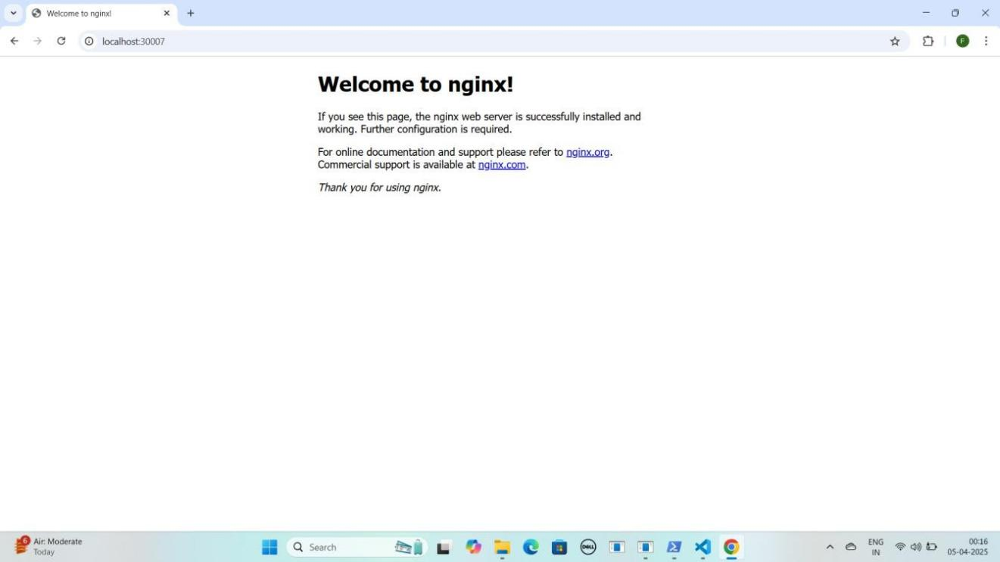 Welcome to nginx!
localhost:30007
F
Welcome to nginx!
If you see this page, the nginx web server is successfully installed and
working. Further configuration is required.
For online documentation and support please refer to nginx.org.
Commercial support is available at nginx.com.
Thank you for using nginx.
6
Air: Moderate
Today
Search
DELL
ENG
IN
00:16
05-04-2025